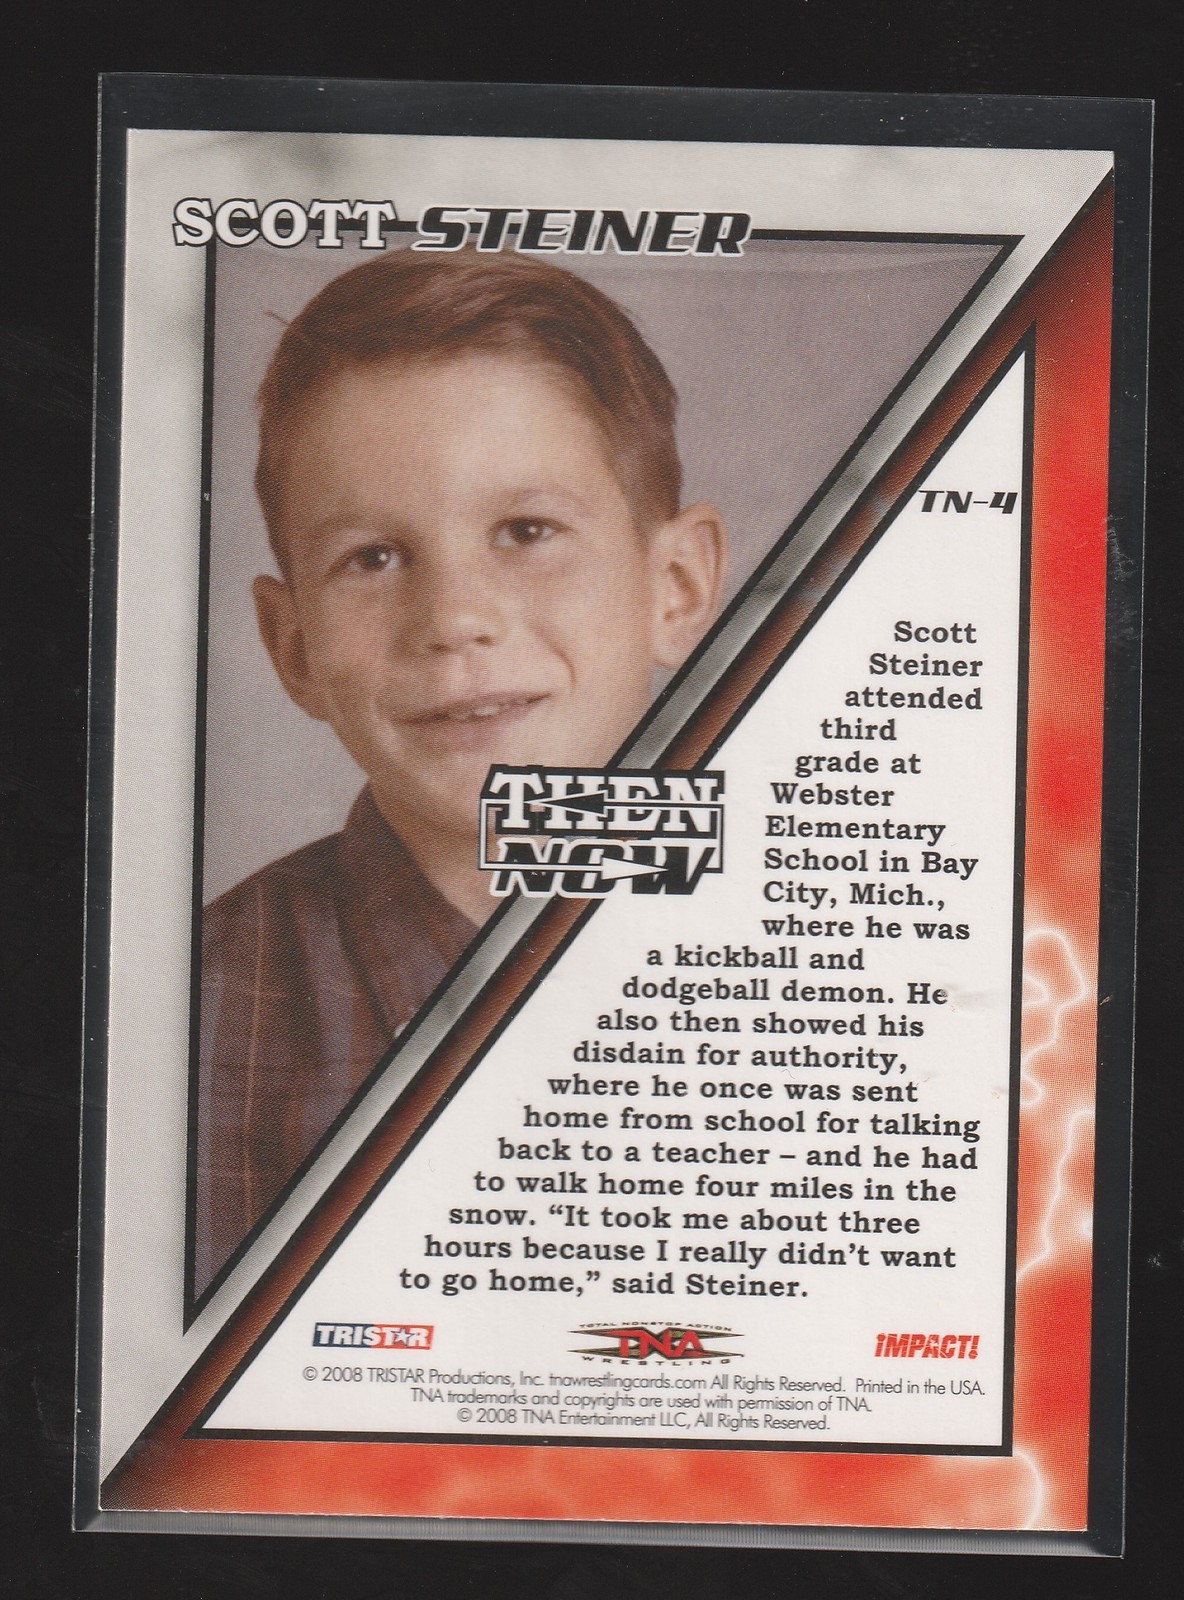 SCOTT STEINER
TN-4
THEN
NOW
Scott
Steiner
attended
third
grade at
Webster
Elementary
School in Bay
City, Mich.,
where he was
a kickball and
dodgeball demon. He
also then showed his
disdain for authority,
where he once was sent
home from school for talking
back to a teacher – and he had
to walk home four miles in the
snow. “It took me about three
hours because I really didn’t want
to go home,” said Steiner.
TRISTAR
TOTAL NONSTOP ACTION
TNA
WRESTLING
iMPACT!
© 2008 TRISTAR Productions, Inc. tnawrestlingcards.com All Rights Reserved. Printed in the USA.
TNA trademarks and copyrights are used with permission of TNA.
© 2008 TNA Entertainment LLC, All Rights Reserved.